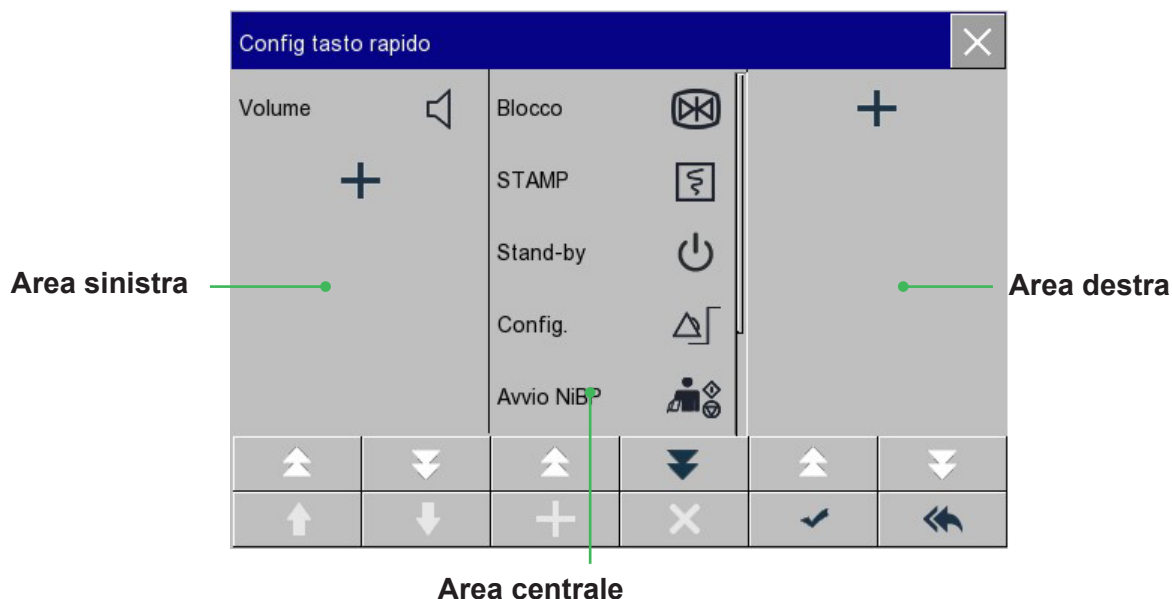 Config tasto rapido
Volume
Blocco
STAMP
Stand-by
Config.
Avvio NiBP
Area sinistra
Area destra
Area centrale